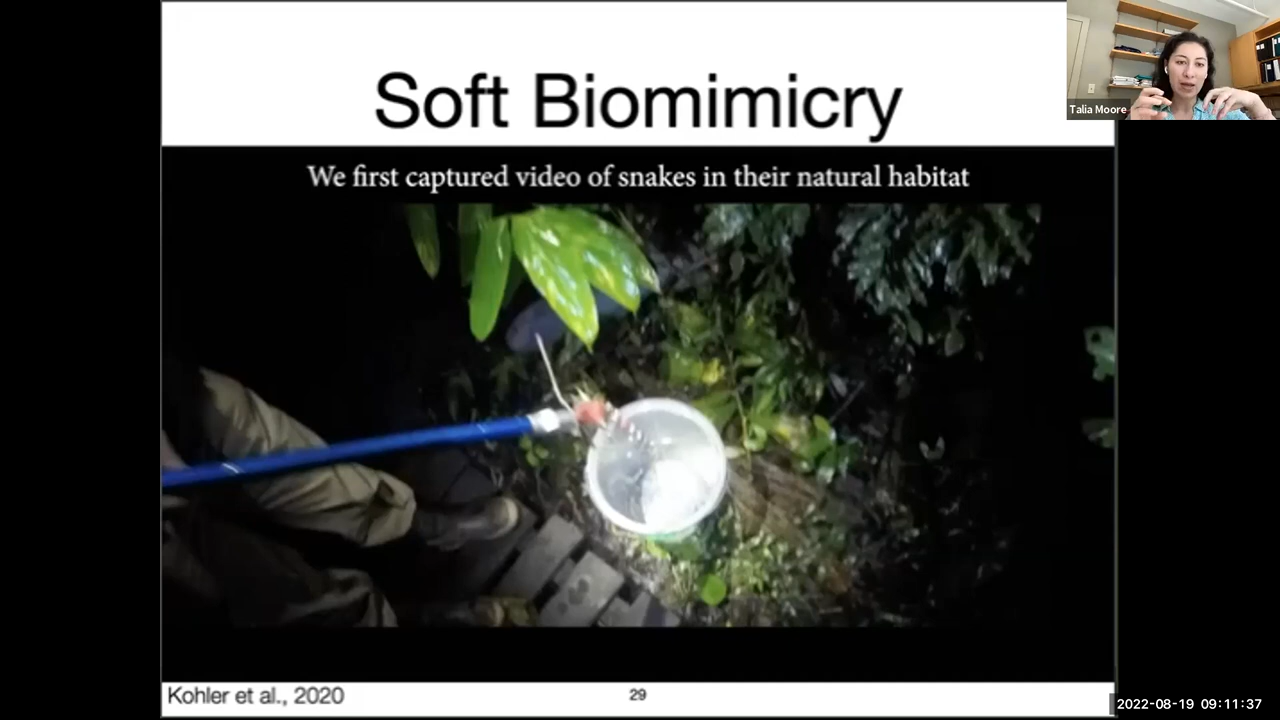 Soft Biomimicry
Talia Moore
We first captured video of snakes in their natural habitat
Kohler et al., 2020
29
2022-08-19 09:11:37